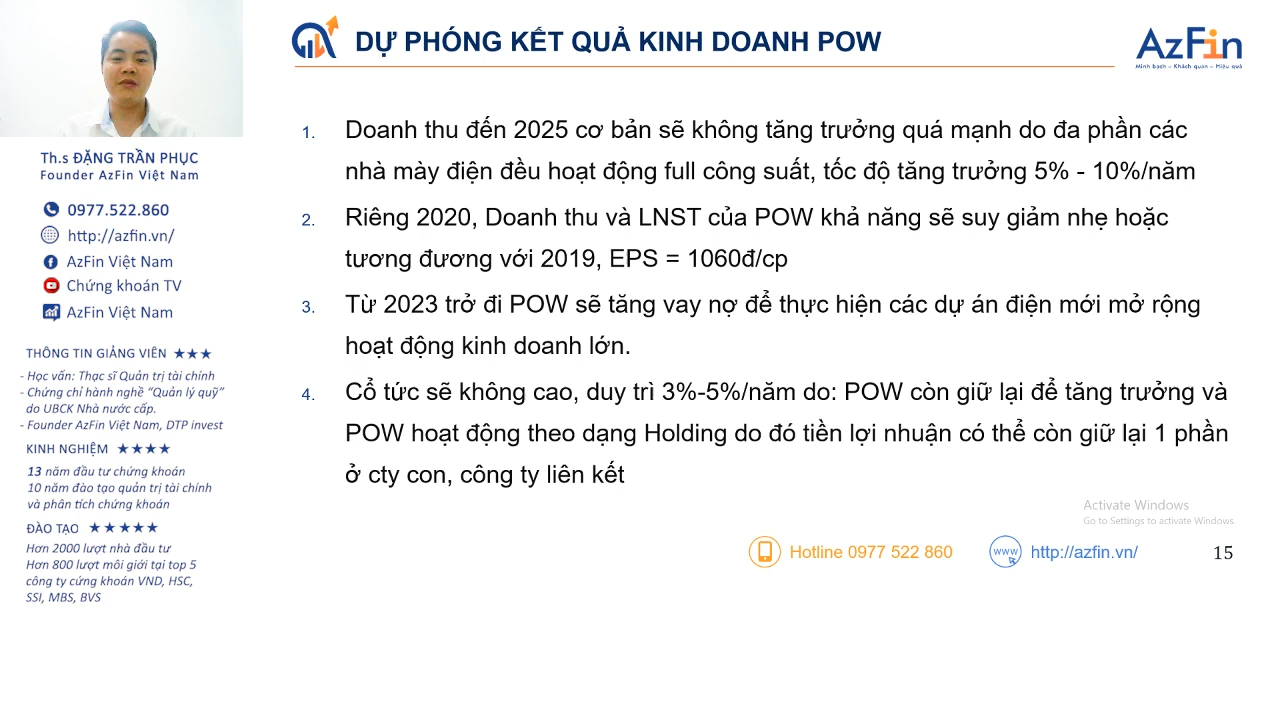 DỰ PHÓNG KẾT QUẢ KINH DOANH POW
AzFin
Minh bạch – Khách quan – Hiệu quả
Th.s ĐẶNG TRẦN PHỤC
Founder AzFin Việt Nam
0977.522.860
http://azfin.vn/
AzFin Việt Nam
Chứng khoán TV
AzFin Việt Nam
THÔNG TIN GIẢNG VIÊN ★★★
- Học vấn: Thạc sĩ Quản trị tài chính
- Chứng chỉ hành nghề “Quản lý quỹ”
do UBCK Nhà nước cấp.
- Founder AzFin Việt Nam, DTP invest
KINH NGHIỆM ★★★★
13 năm đầu tư chứng khoán
10 năm đào tạo quản trị tài chính
và phân tích chứng khoán
ĐÀO TẠO ★★★★★
Hơn 2000 lượt nhà đầu tư
Hơn 800 lượt môi giới tại top 5
công ty cứng khoán VND, HSC,
SSI, MBS, BVS
1. Doanh thu đến 2025 cơ bản sẽ không tăng trưởng quá mạnh do đa phần các
nhà máy điện đều hoạt động full công suất, tốc độ tăng trưởng 5% - 10%/năm
2. Riêng 2020, Doanh thu và LNST của POW khả năng sẽ suy giảm nhẹ hoặc
tương đương với 2019, EPS = 1060đ/cp
3. Từ 2023 trở đi POW sẽ tăng vay nợ để thực hiện các dự án điện mới mở rộng
hoạt động kinh doanh lớn.
4. Cổ tức sẽ không cao, duy trì 3%-5%/năm do: POW còn giữ lại để tăng trưởng và
POW hoạt động theo dạng Holding do đó tiền lợi nhuận có thể còn giữ lại 1 phần
ở cty con, công ty liên kết
Activate Windows
Go to Settings to activate Windows.
Hotline 0977 522 860
www
http://azfin.vn/
15